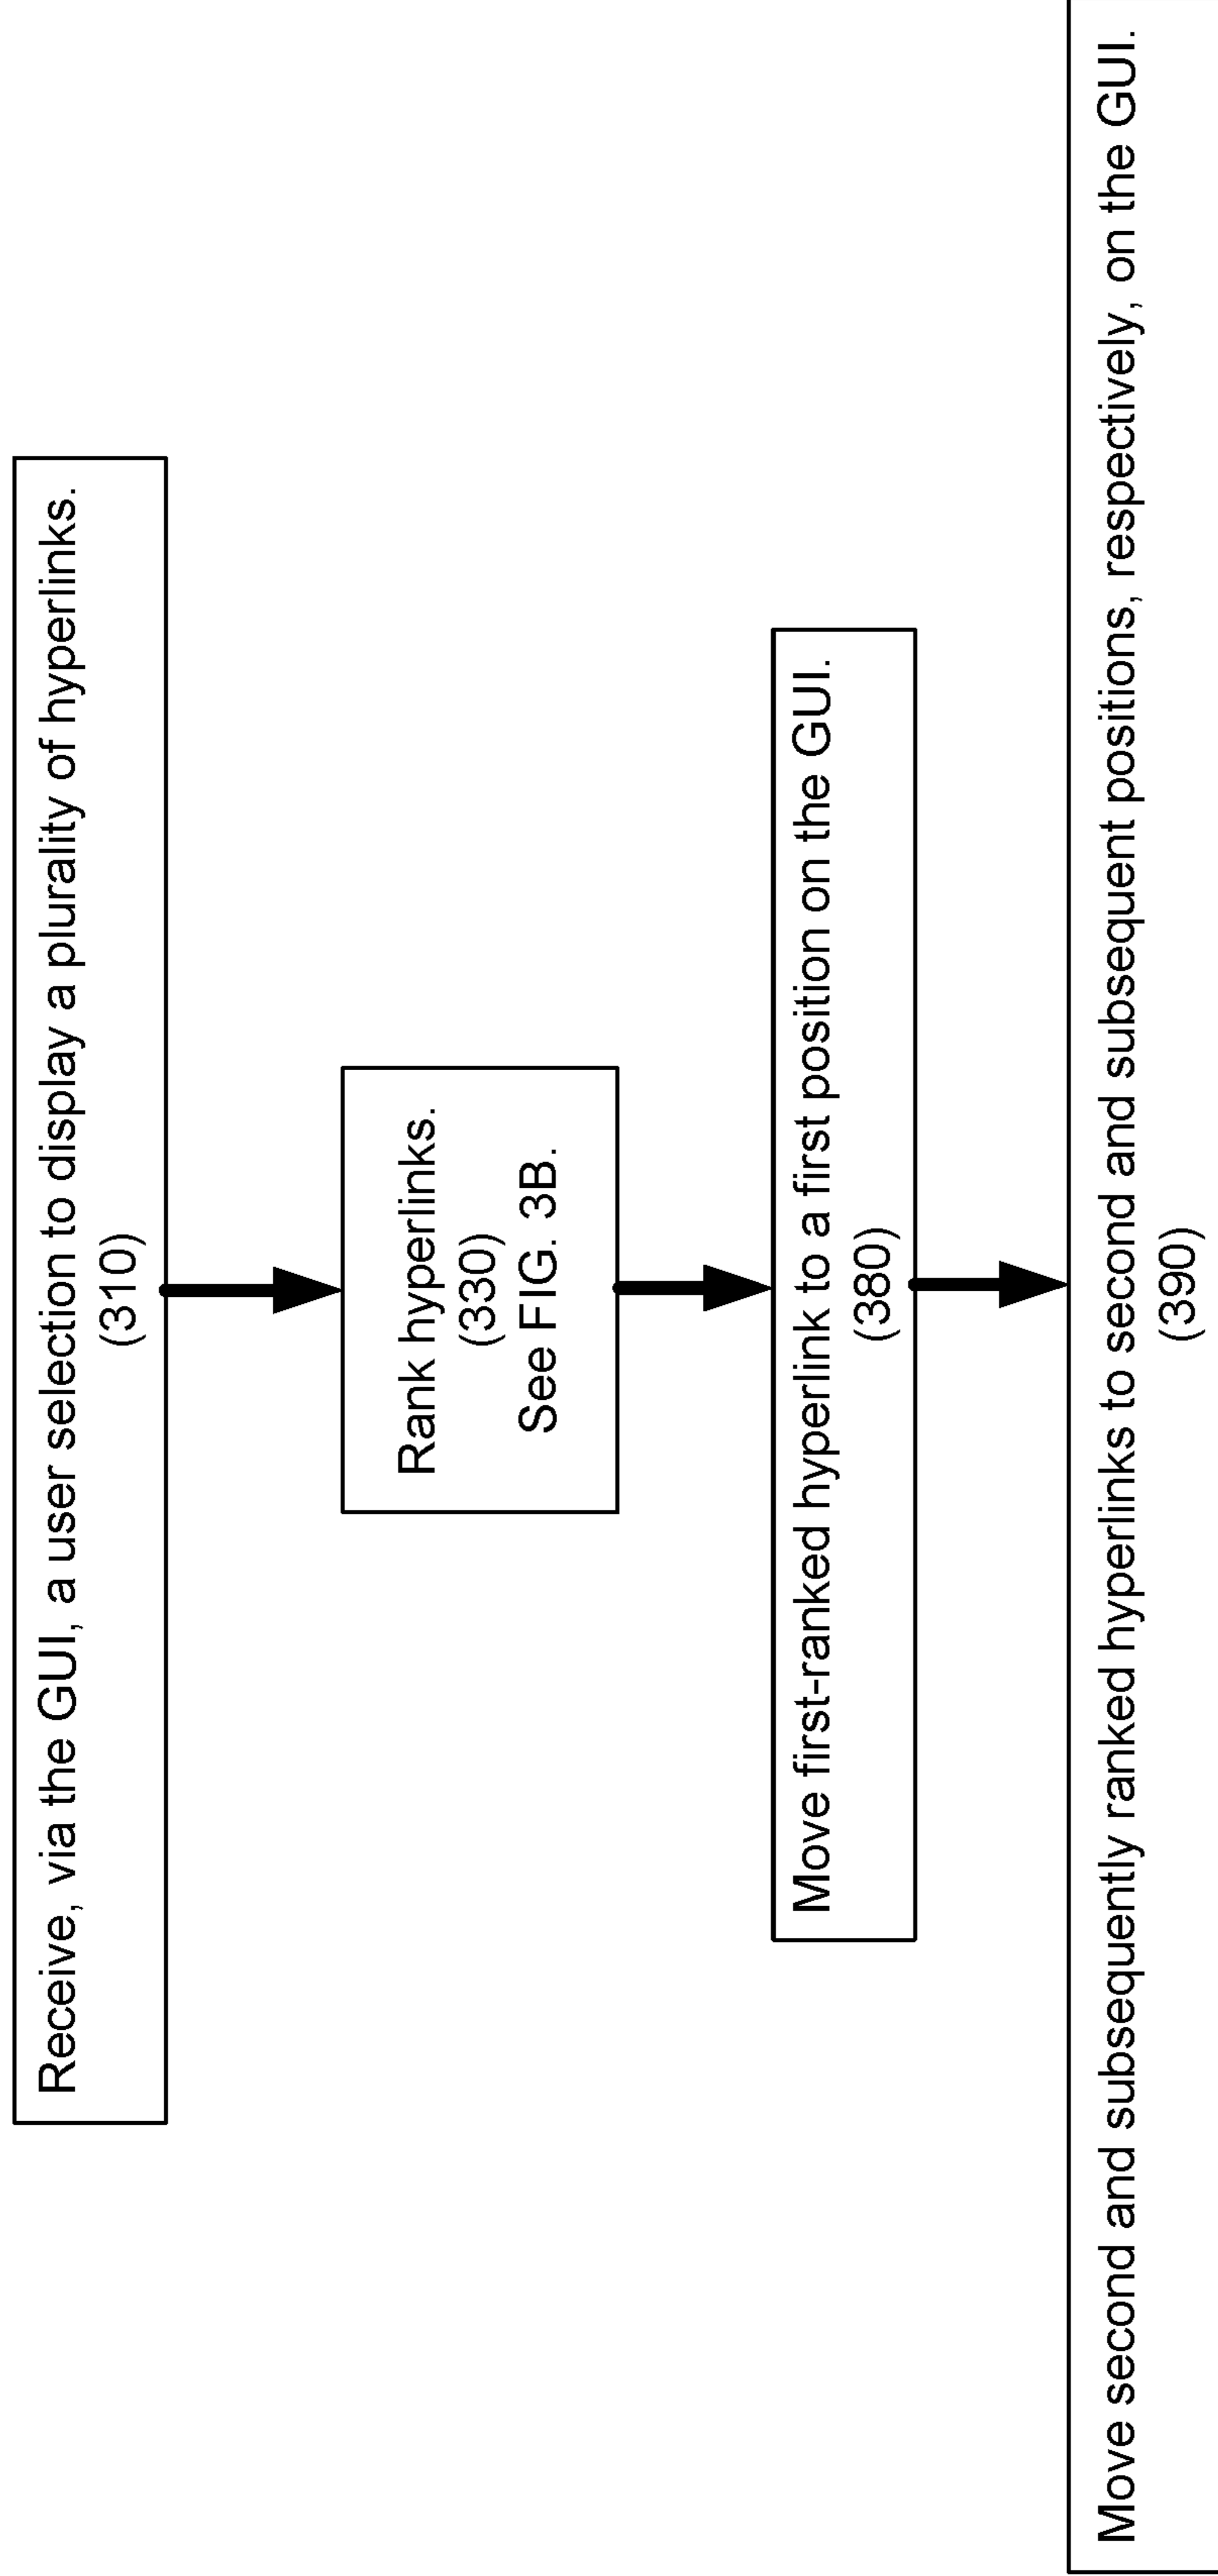 Receive, via the GUI, a user selection to display a plurality of hyperlinks.
(310)
Rank hyperlinks.
(330)
See FIG. 3B.
Move first-ranked hyperlink to a first position on the GUI.
(380)
Move second and subsequently ranked hyperlinks to second and subsequent positions, respectively, on the GUI.
(390)